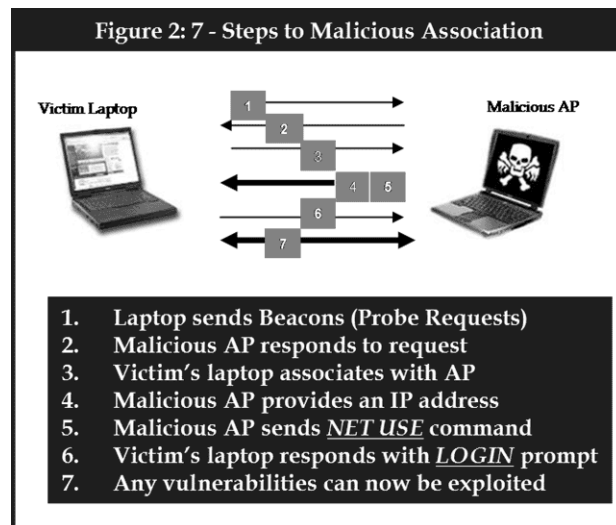 Figure 2: 7 - Steps to Malicious Association
Victim Laptop
Malicious AP
1
2
3
4 5
6
7
1. Laptop sends Beacons (Probe Requests)
2. Malicious AP responds to request
3. Victim's laptop associates with AP
4. Malicious AP provides an IP address
5. Malicious AP sends NET USE command
6. Victim's laptop responds with LOGIN prompt
7. Any vulnerabilities can now be exploited